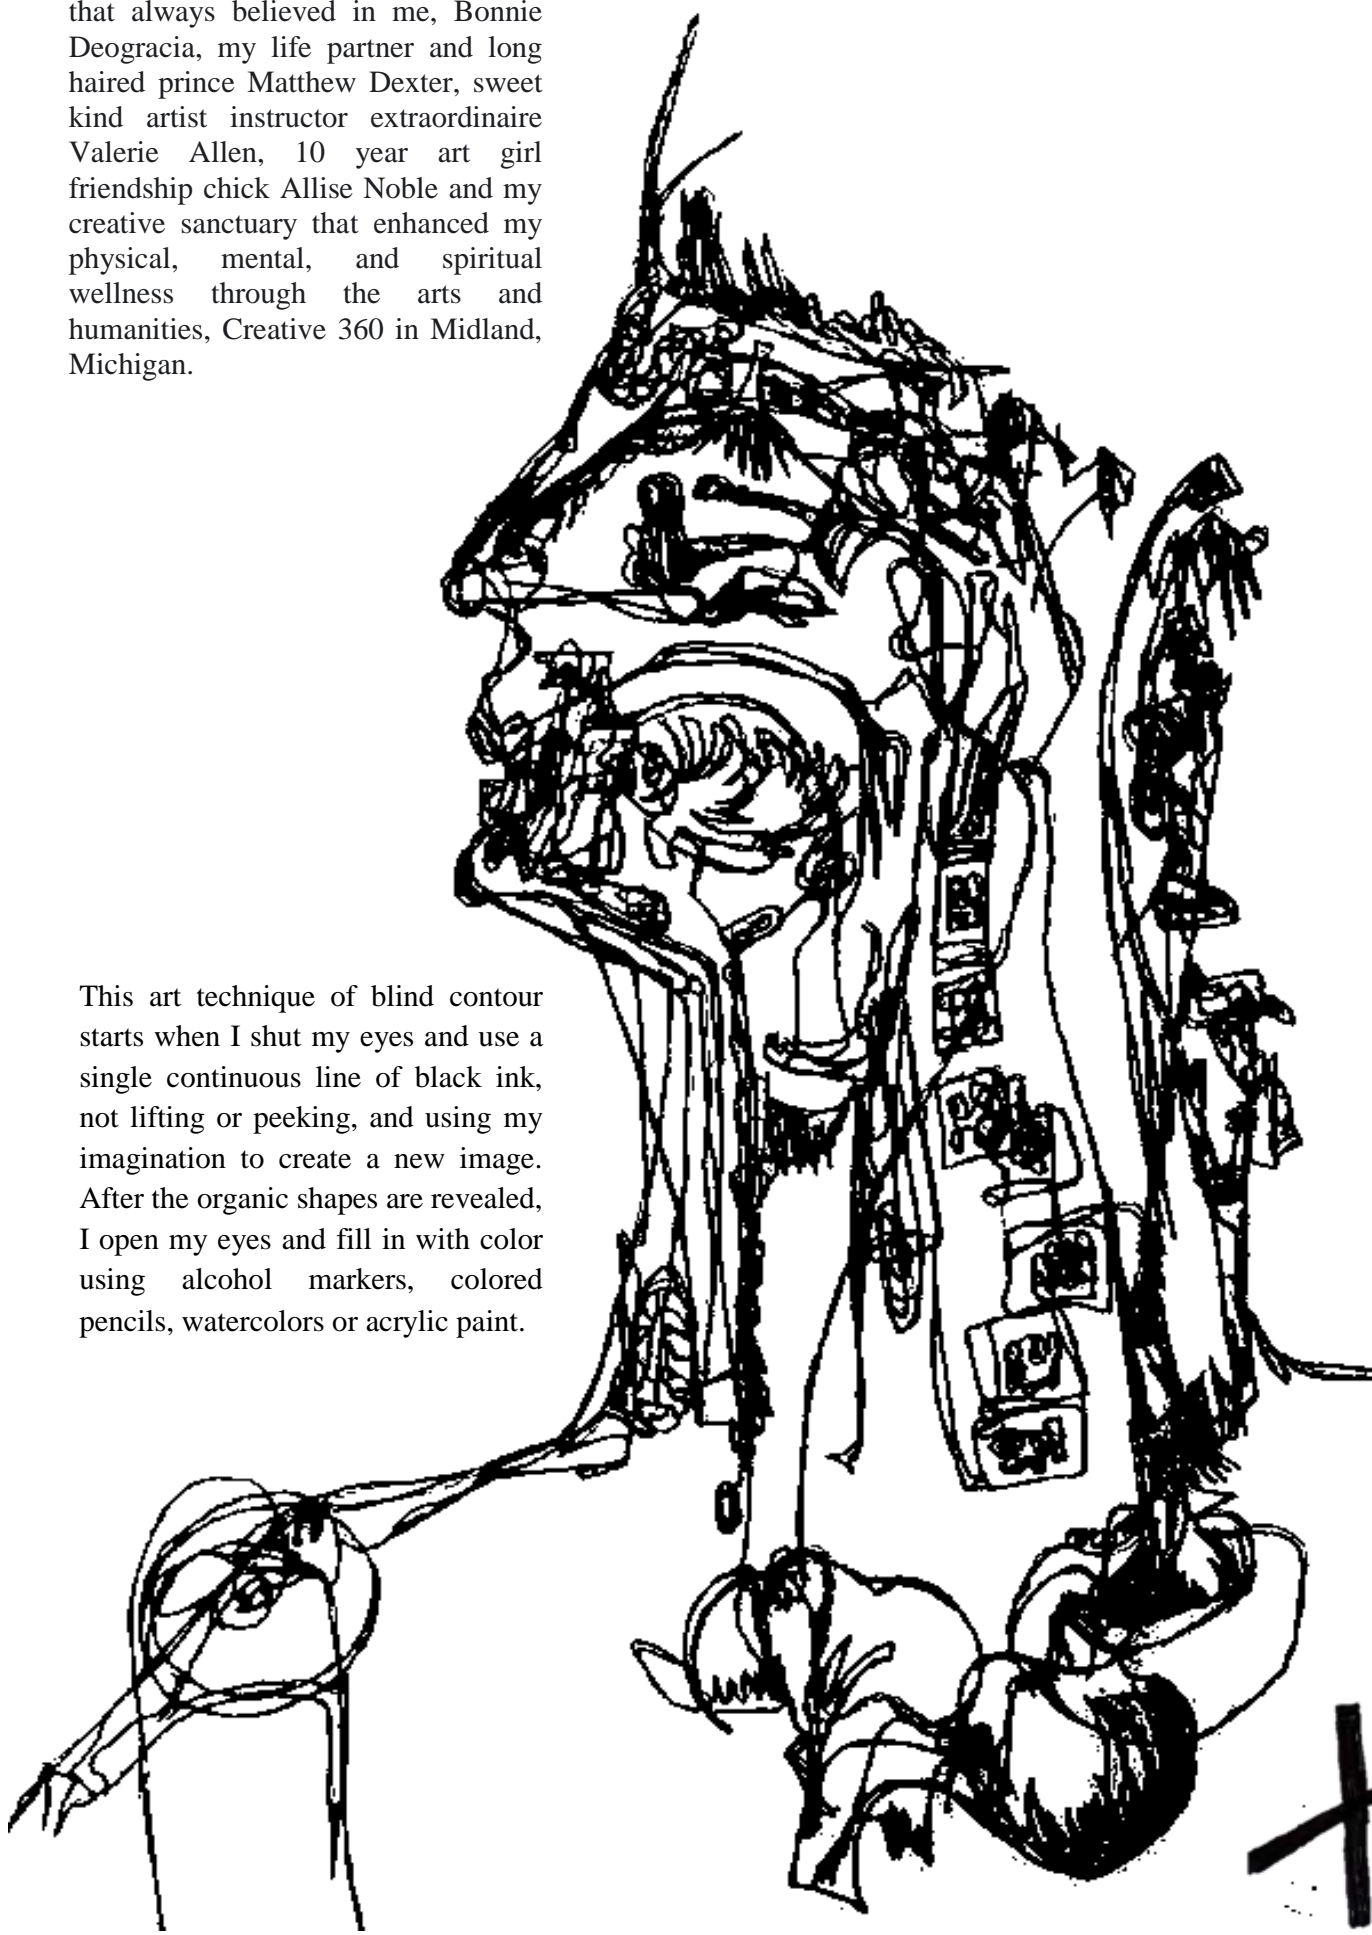 that always believed in me, Bonnie
Deogracia, my life partner and long
haired prince Matthew Dexter, sweet
kind artist instructor extraordinaire
Valerie Allen, 10 year art girl
friendship chick Allise Noble and my
creative sanctuary that enhanced my
physical, mental, and spiritual
wellness through the arts and
humanities, Creative 360 in Midland,
Michigan.
This art technique of blind contour
starts when I shut my eyes and use a
single continuous line of black ink,
not lifting or peeking, and using my
imagination to create a new image.
After the organic shapes are revealed,
I open my eyes and fill in with color
using alcohol markers, colored
pencils, watercolors or acrylic paint.